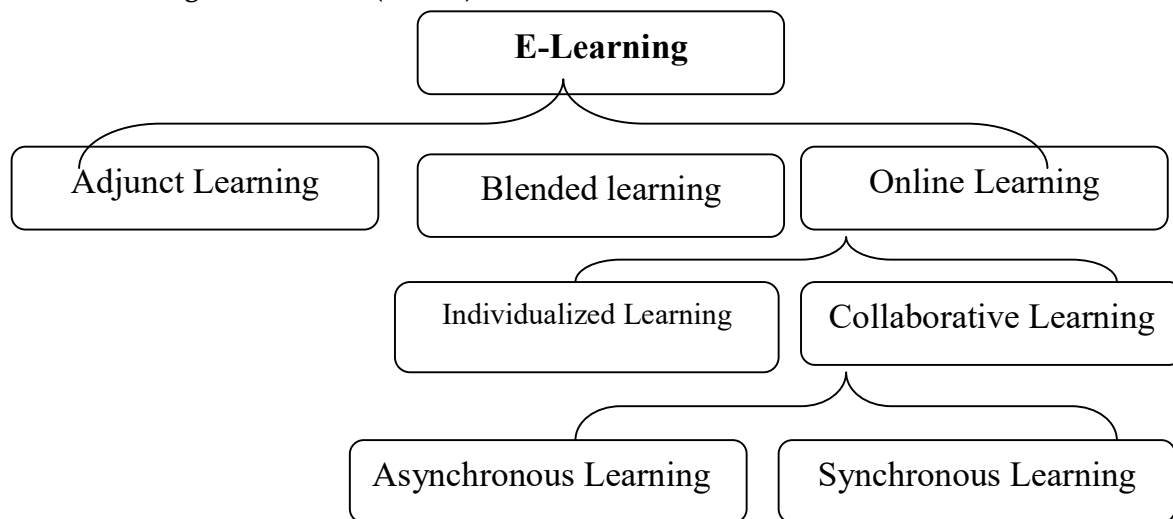 E-Learning
Adjunct Learning
Blended learning
Online Learning
Individualized Learning
Collaborative Learning
Asynchronous Learning
Synchronous Learning